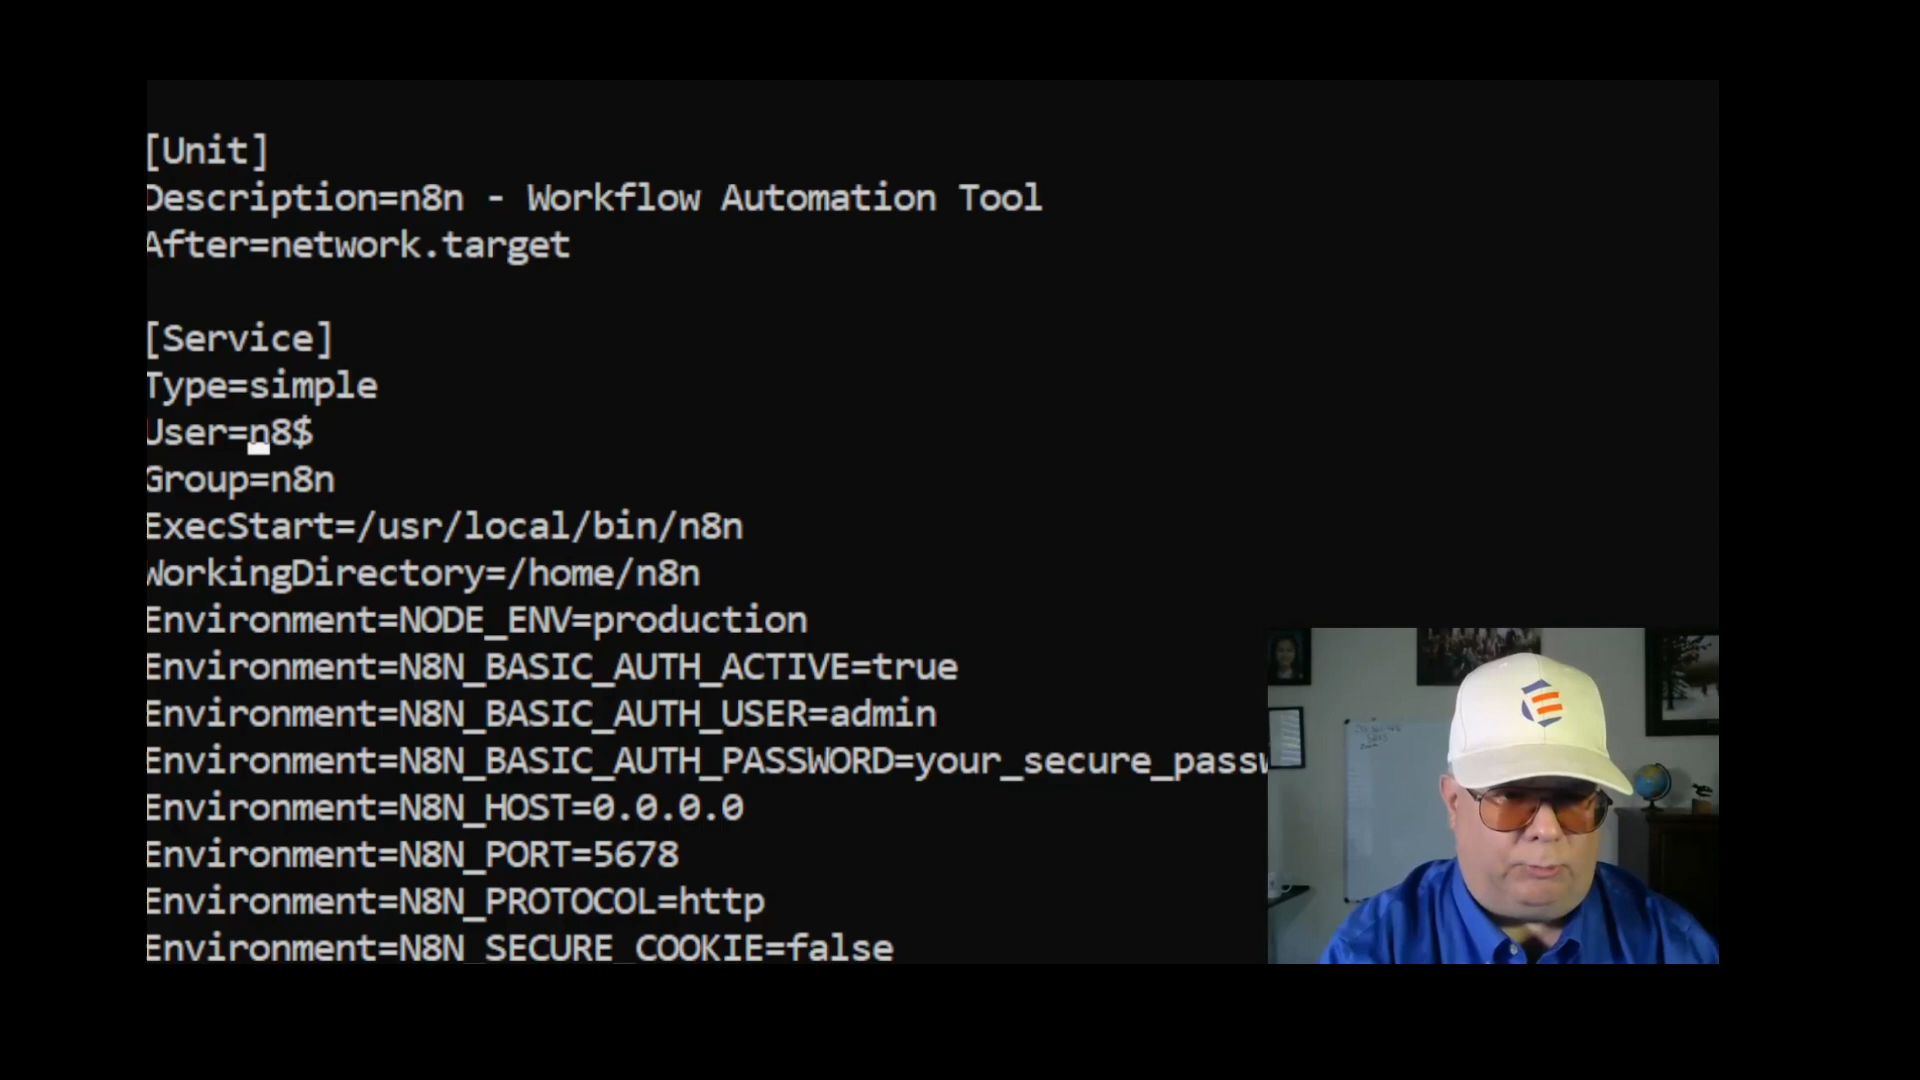 [Unit]
Description=n8n - Workflow Automation Tool
After=network.target
[Service]
Type=simple
User=n8$
Group=n8n
ExecStart=/usr/local/bin/n8n
WorkingDirectory=/home/n8n
Environment=NODE_ENV=production
Environment=N8N_BASIC_AUTH_ACTIVE=true
Environment=N8N_BASIC_AUTH_USER=admin
Environment=N8N_BASIC_AUTH_PASSWORD=your_secure_passw
Environment=N8N_HOST=0.0.0.0
Environment=N8N_PORT=5678
Environment=N8N_PROTOCOL=http
Environment=N8N_SECURE_COOKIE=false